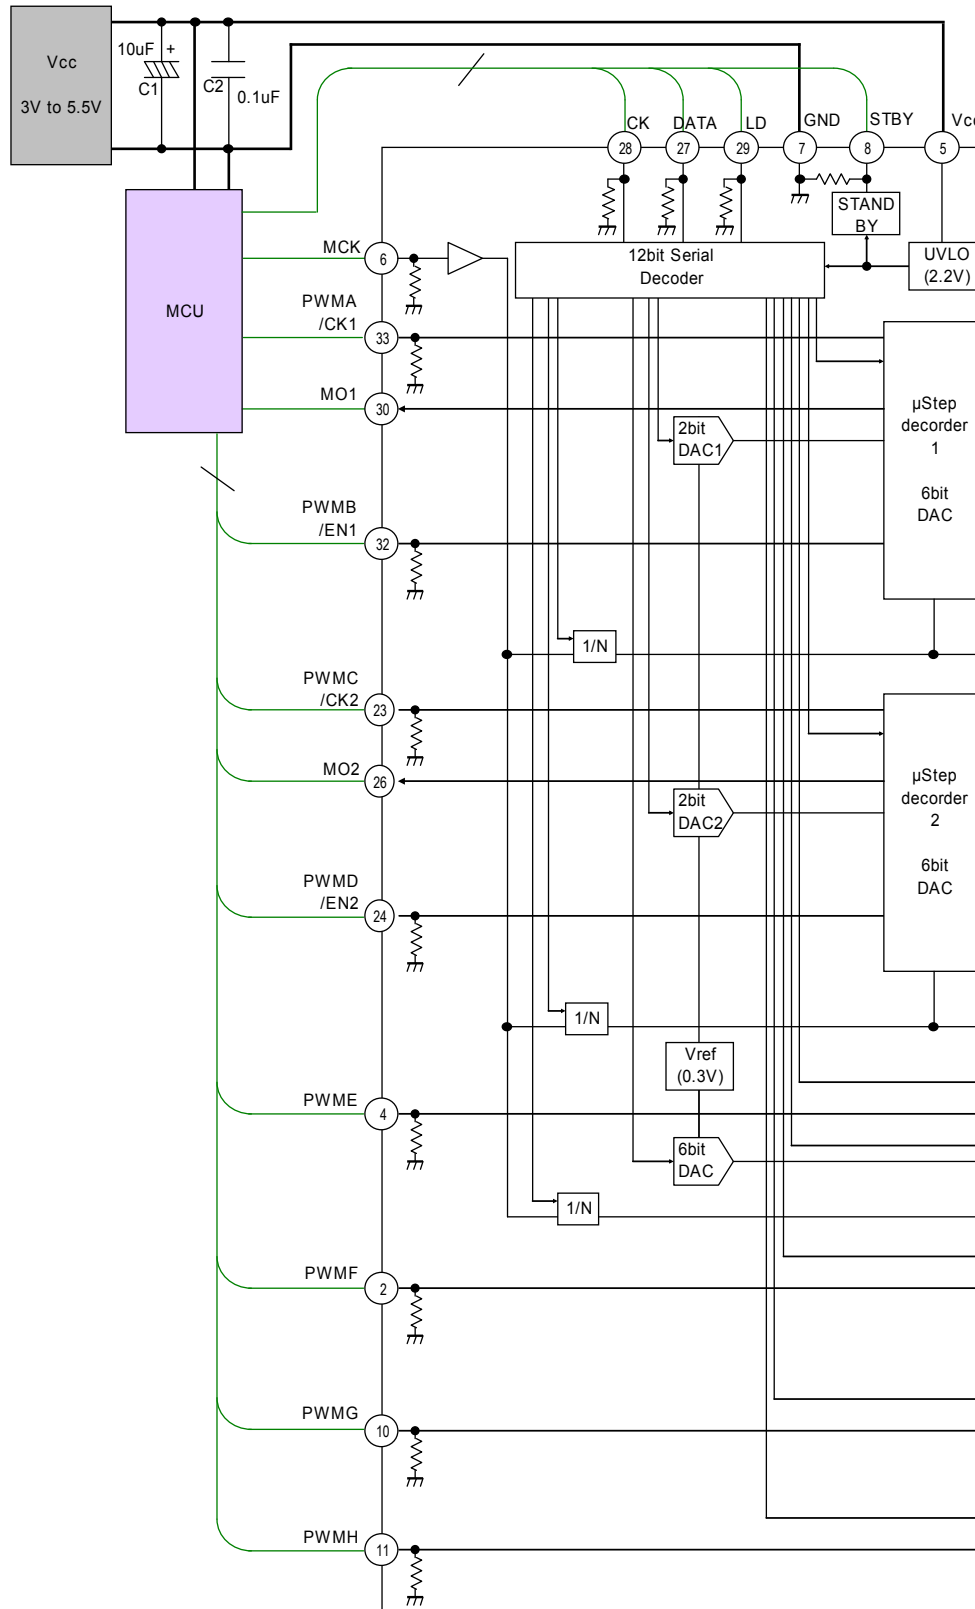 Vcc
3V to 5.5V
10uF +
C1
C2
0.1uF
CK
DATA
LD
GND
STBY
Vcc
28
27
29
7
8
5
STAND
BY
UVLO
(2.2V)
12bit Serial
Decoder
MCU
MCK
6
PWMA
/CK1
33
MO1
30
µStep
decorder
1
6bit
DAC
2bit
DAC1
PWMB
/EN1
32
1/N
PWMC
/CK2
23
MO2
26
µStep
decorder
2
6bit
DAC
2bit
DAC2
PWMD
/EN2
24
1/N
Vref
(0.3V)
PWME
4
6bit
DAC
1/N
PWMF
2
PWMG
10
PWMH
11